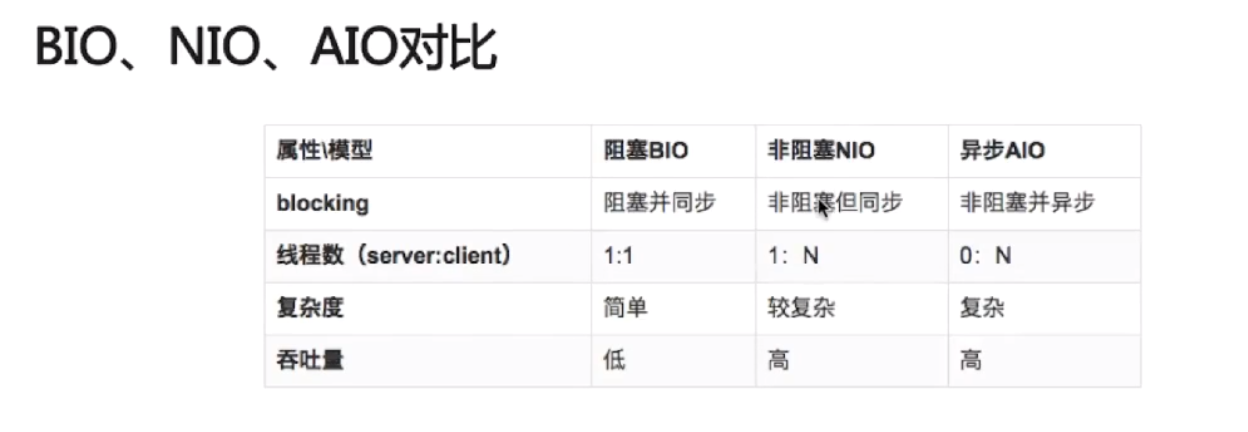 BIO、NIO、AIO对比
属性\模型 阻塞BIO 非阻塞NIO 异步AIO
blocking 阻塞并同步 非阻塞但同步 非阻塞并异步
线程数（server:client） 1:1 1：N 0：N
复杂度 简单 较复杂 复杂
吞吐量 低 高 高